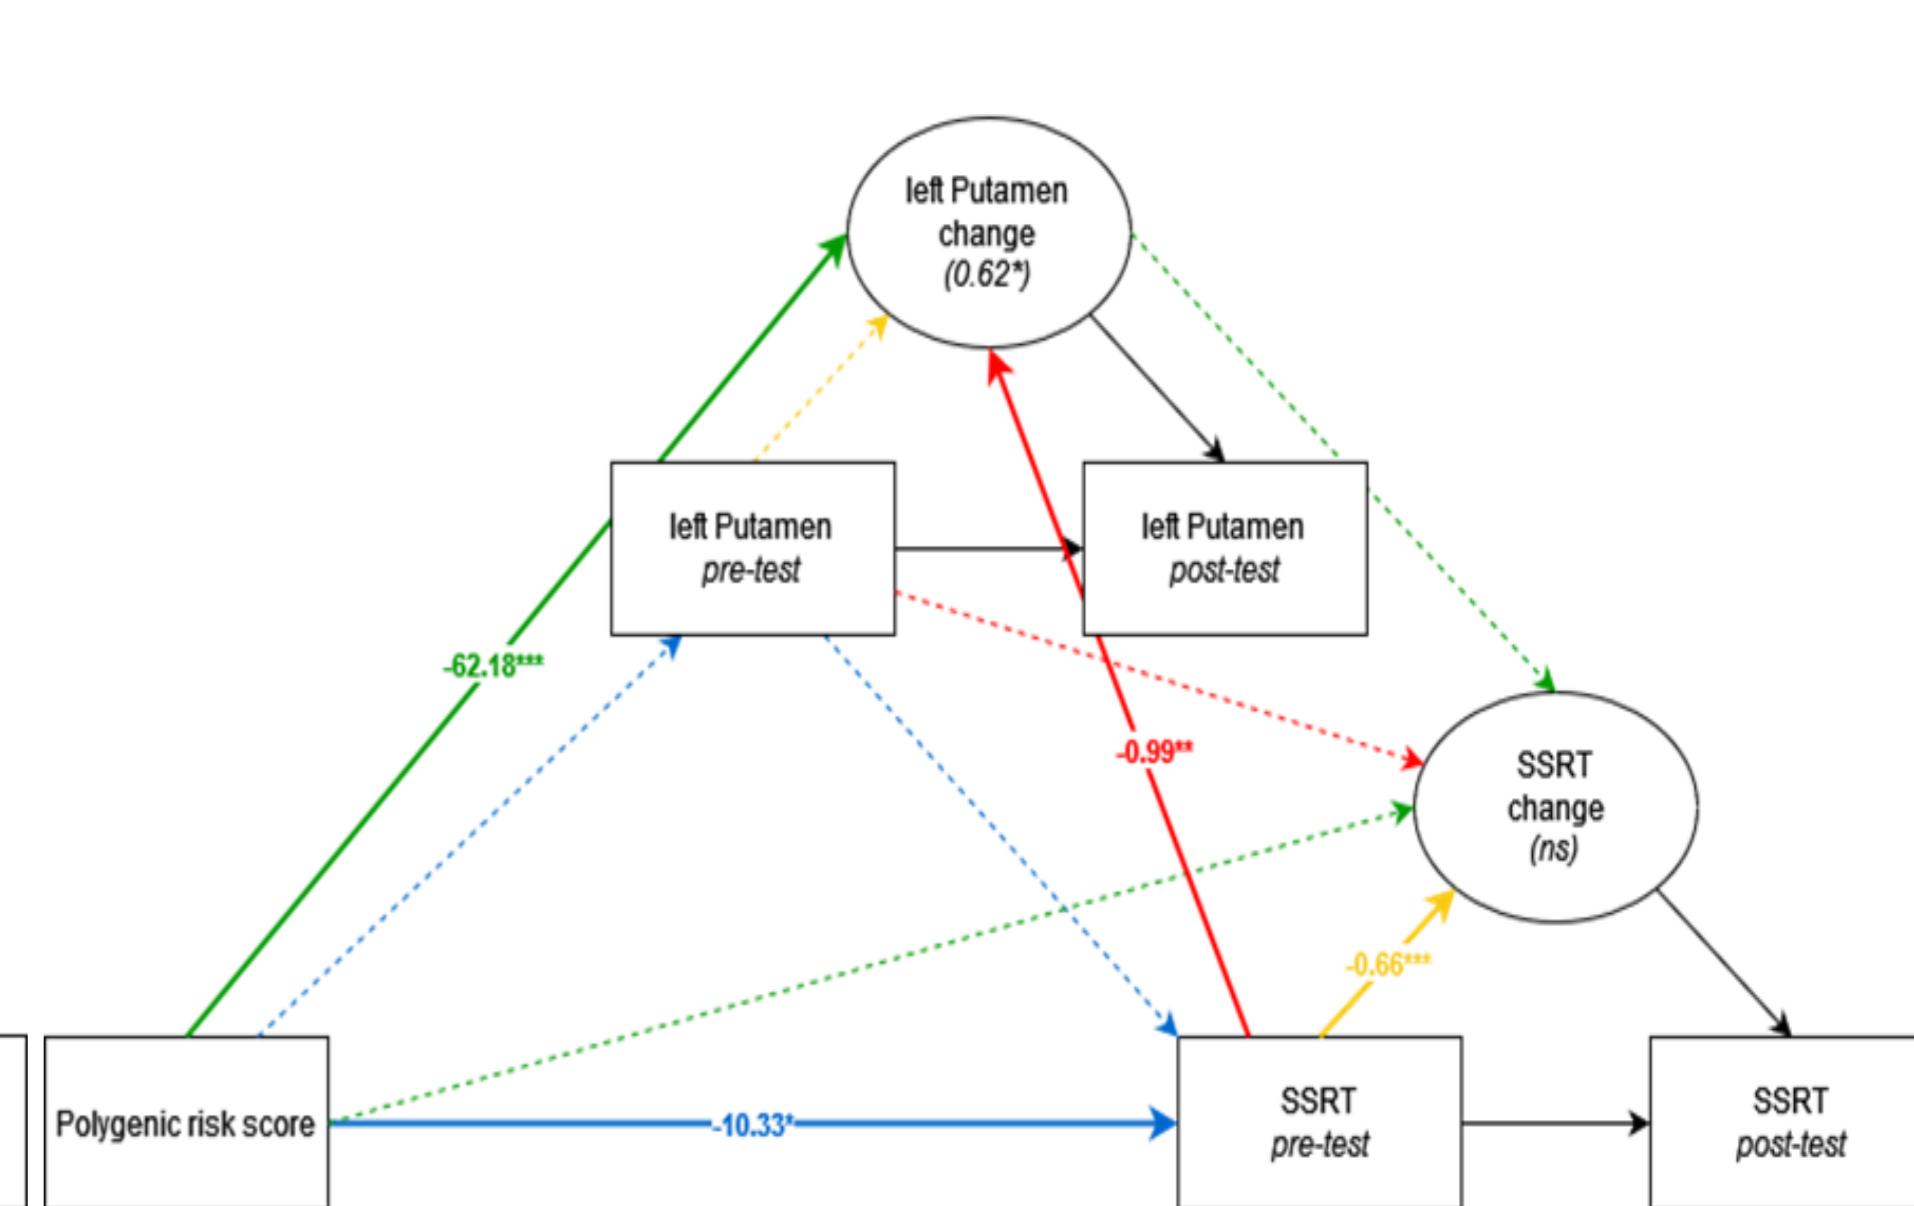 left Putamen
change
(0.62*)
left Putamen
pre-test
left Putamen
post-test
-62.18***
-0.99**
SSRT
change
(ns)
-0.66***
Polygenic risk score
-10.33*
SSRT
pre-test
SSRT
post-test